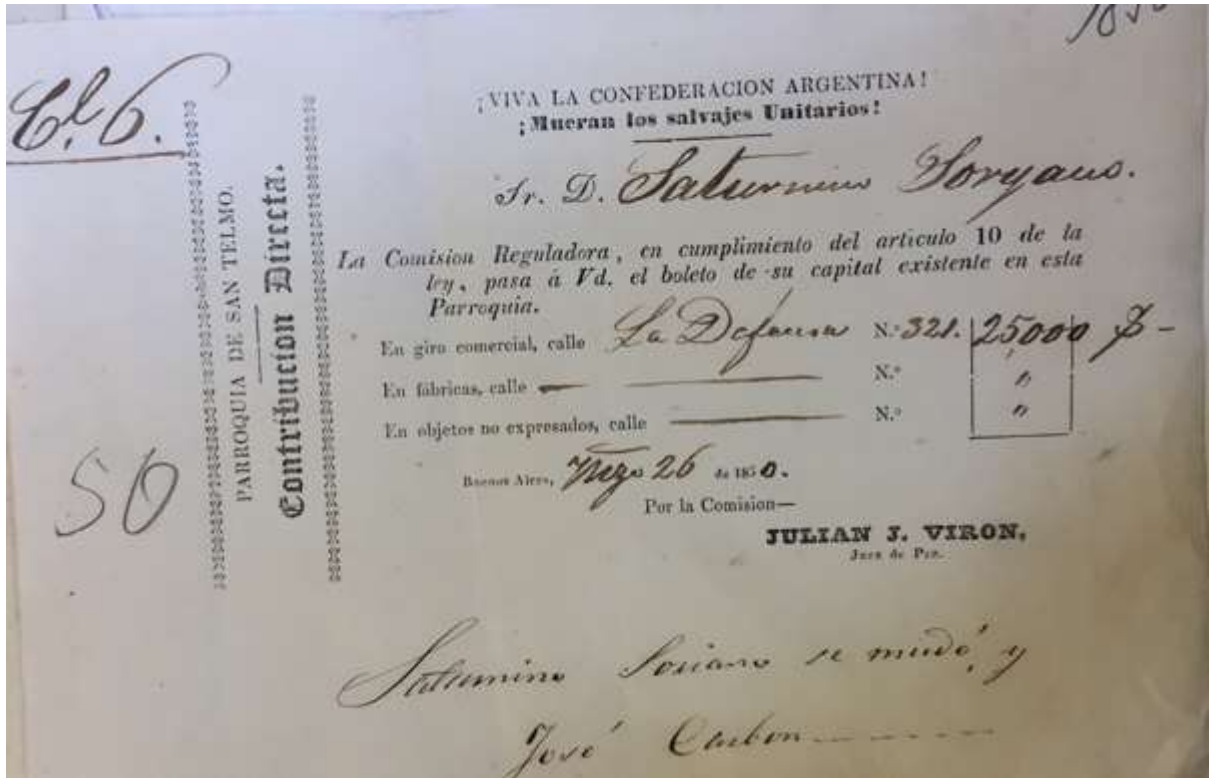 1850
Cl. 6.
PARROQUIA DE SAN TELMO.
Contribucion Directa.
50
¡VIVA LA CONFEDERACION ARGENTINA!
¡Mueran los salvajes Unitarios!
Sr. D. Saturnino Soryano.
La Comision Reguladora, en cumplimiento del articulo 10 de la
ley, pasa á Vd. el boleto de su capital existente en esta
Parroquia.
En giro comercial, calle La Defensa N.º 321. 25000 $ -
En fábricas, calle — — N.º "
En objetos no expresados, calle — N.º "
Buenos Aires, Mzo 26 de 1850.
Por la Comision—
JULIAN J. VIRON,
Juez de Paz.
Saturnino Soriano se mudó, y
José Carbon